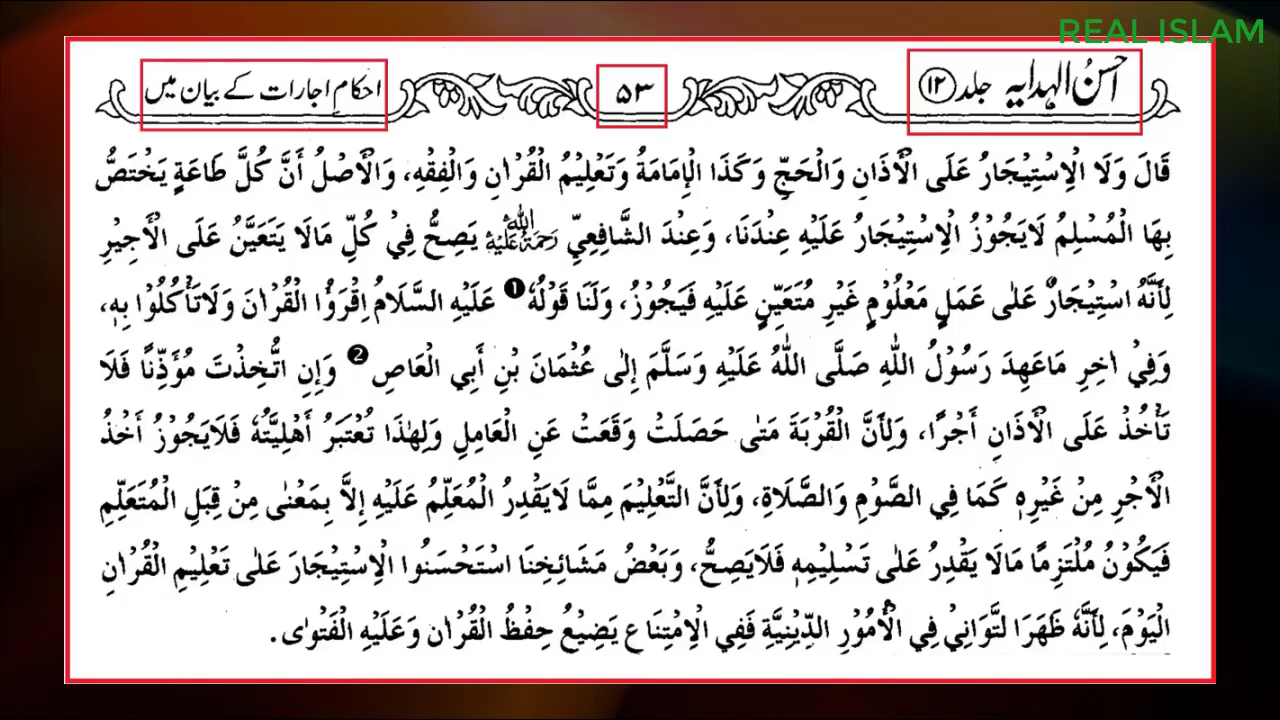 REAL ISLAM
احسنُ الہدایہ جلد ⑫ ۵۳ احکامِ اجارات کے بیان میں
قَالَ وَلَا الْإِسْتِيْجَارُ عَلَى الْأَذَانِ وَالْحَجِّ وَكَذَا الْإِمَامَةُ وَتَعْلِيْمُ الْقُرْاٰنِ وَالْفِقْهِ، وَالْأَصْلُ أَنَّ كُلَّ طَاعَةٍ يَخْتَصُّ
بِهَا الْمُسْلِمُ لَايَجُوْزُ الْإِسْتِيْجَارُ عَلَيْهِ عِنْدَنَا، وَعِنْدَ الشَّافِعِيِّ رَحْمَةُ اللّٰهِ عَلَيْهِ يَصِحُّ فِيْ كُلِّ مَالَا يَتَعَيَّنُ عَلَى الْأَجِيْرِ
لِأَنَّهُ اسْتِيْجَارٌ عَلٰى عَمَلٍ مَعْلُوْمٍ غَيْرِ مُتَعَيِّنٍ عَلَيْهِ فَيَجُوْزُ، وَلَنَا قَوْلُهٗ ❶ عَلَيْهِ السَّلَامُ اِقْرَؤُا الْقُرْاٰنَ وَلَاتَأْكُلُوْا بِهٖ،
وَفِيْ اٰخِرِ مَاعَهِدَ رَسُوْلُ اللّٰهِ صَلَّى اللّٰهُ عَلَيْهِ وَسَلَّمَ إِلٰى عُثْمَانَ بْنِ أَبِي الْعَاصِ ❷ وَإِنِ اتُّخِذْتَ مُؤَذِّنًا فَلَا
تَأْخُذْ عَلَى الْأَذَانِ أَجْرًا، وَلِأَنَّ الْقُرْبَةَ مَتٰى حَصَلَتْ وَقَعَتْ عَنِ الْعَامِلِ وَلِهٰذَا تُعْتَبَرُ أَهْلِيَّتُهٗ فَلَايَجُوْزُ أَخْذُ
الْأَجْرِ مِنْ غَيْرِهٖ كَمَا فِي الصَّوْمِ وَالصَّلَاةِ، وَلِأَنَّ التَّعْلِيْمَ مِمَّا لَايَقْدِرُ الْمُعَلِّمُ عَلَيْهِ إِلاَّ بِمَعْنٰى مِنْ قِبَلِ الْمُتَعَلِّمِ
فَيَكُوْنُ مُلْتَزِمًا مَالَا يَقْدِرُ عَلٰى تَسْلِيْمِهٖ فَلَايَصِحُّ، وَبَعْضُ مَشَائِخِنَا اسْتَحْسَنُوا الْإِسْتِيْجَارَ عَلٰى تَعْلِيْمِ الْقُرْاٰنِ
الْيَوْمَ، لِأَنَّهٗ ظَهَرَا لتَّوَانِيْ فِي الْأُمُوْرِ الدِّيْنِيَّةِ فَفِي الْاِمْتِنَاعِ يَضِيْعُ حِفْظُ الْقُرْاٰنِ وَعَلَيْهِ الْفَتْوٰى.